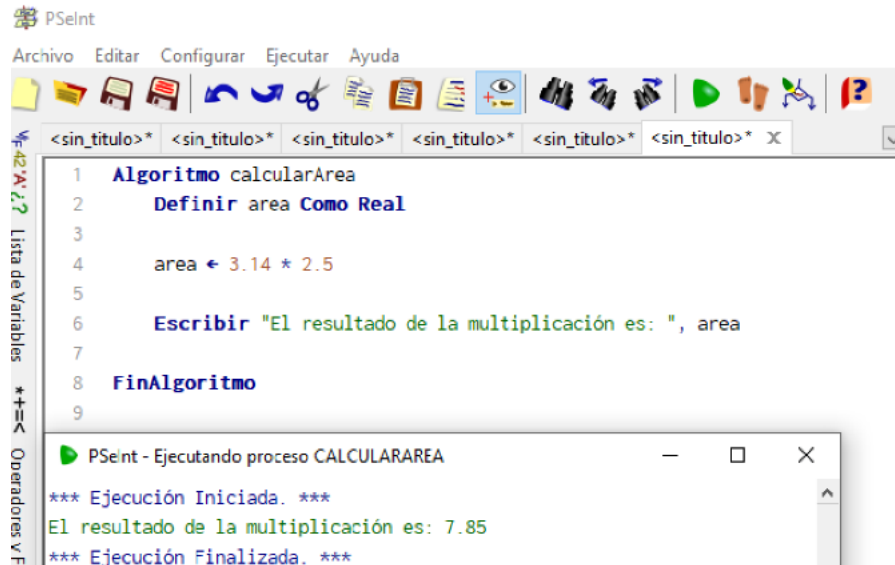 PSeInt
Archivo Editar Configurar Ejecutar Ayuda
<sin_titulo>* <sin_titulo>* <sin_titulo>* <sin_titulo>* <sin_titulo>* <sin_titulo>* X
1 Algoritmo calcularArea
2 Definir area Como Real
3
4 area ← 3.14 * 2.5
5
6 Escribir "El resultado de la multiplicación es: ", area
7
8 FinAlgoritmo
9
42 'A' ¿?
Lista de Variables
*+=<
Operadores y F
PSeInt - Ejecutando proceso CALCULARAREA
*** Ejecución Iniciada. ***
El resultado de la multiplicación es: 7.85
*** Ejecución Finalizada. ***